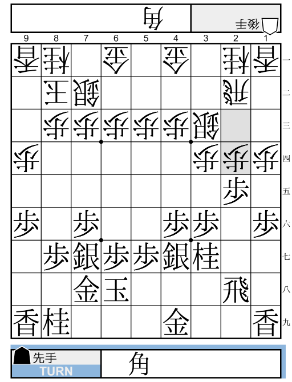 角 後手
9 8 7 6 5 4 3 2 1
香 桂 金 金 桂 香 一
玉 銀 飛 二
歩 歩 歩 歩 歩 銀 三
歩 歩 歩 歩 四
歩 五
歩 歩 歩 歩 歩 六
歩 銀 歩 歩 銀 桂 七
金 玉 飛 八
香 桂 金 香 九
先手 角
TURN